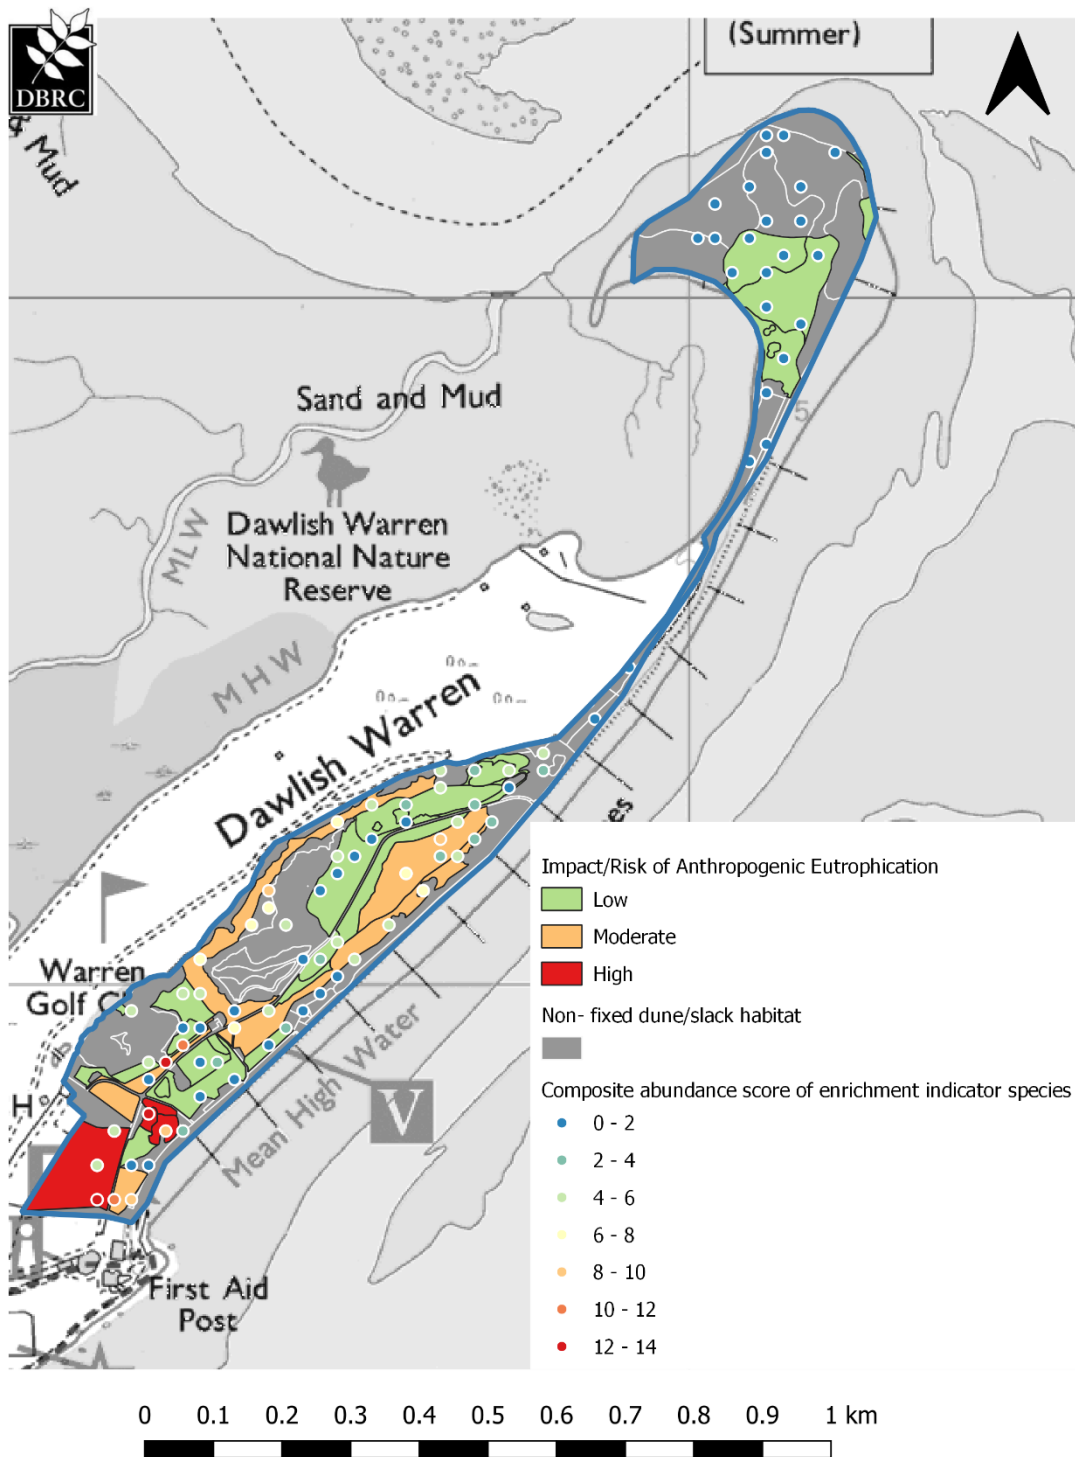 DBRC
(Summer)
& Mud
Sand and Mud
5
Dawlish Warren
National Nature
Reserve
MLW
MHW
Dawlish Warren
es
Warren
Golf C
H
Mean High Water
V
First Aid
Post
Impact/Risk of Anthropogenic Eutrophication
Low
Moderate
High
Non- fixed dune/slack habitat
Composite abundance score of enrichment indicator species
0 - 2
2 - 4
4 - 6
6 - 8
8 - 10
10 - 12
12 - 14
0 0.1 0.2 0.3 0.4 0.5 0.6 0.7 0.8 0.9 1 km